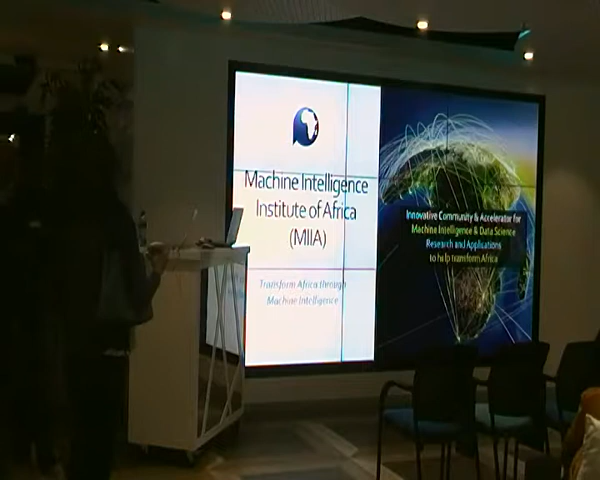 Machine Intelligence
Institute of Africa
(MIIA)
Transform Africa through
Machine Intelligence
Innovative Community & Accelerator for
Machine Intelligence & Data Science
Research and Applications
to help transform Africa